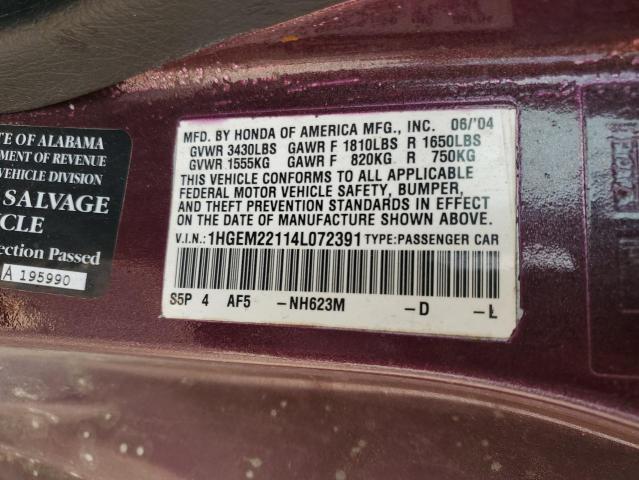 TE OF ALABAMA
MENT OF REVENUE
VEHICLE DIVISION
SALVAGE
CLE
ection Passed
A 195990
MFD. BY HONDA OF AMERICA MFG., INC. 06/'04
GVWR 3430LBS GAWR F 1810LBS R 1650LBS
GVWR 1555KG GAWR F 820KG R 750KG
THIS VEHICLE CONFORMS TO ALL APPLICABLE
FEDERAL MOTOR VEHICLE SAFETY, BUMPER,
AND THEFT PREVENTION STANDARDS IN EFFECT
ON THE DATE OF MANUFACTURE SHOWN ABOVE.
V.I.N.: 1HGEM22114L072391 TYPE:PASSENGER CAR
S5P 4 AF5 -NH623M -D -L